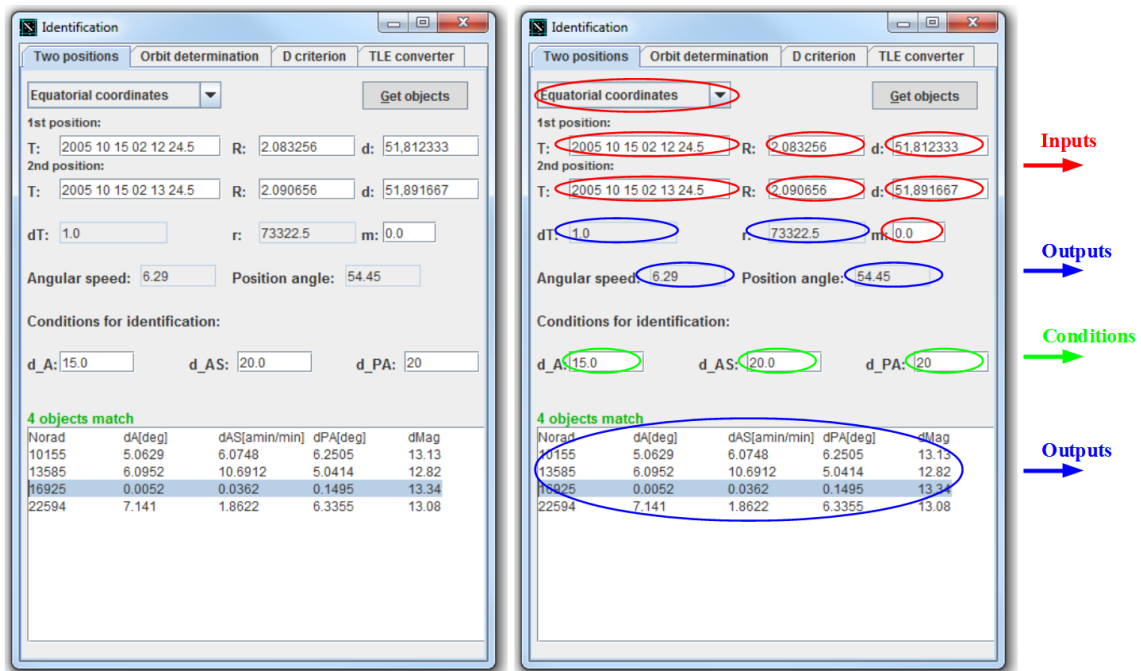 Identification
Two positions Orbit determination D criterion TLE converter
Equatorial coordinates Get objects
1st position:
T: 2005 10 15 02 12 24.5 R: 2.083256 d: 51,812333
2nd position:
T: 2005 10 15 02 13 24.5 R: 2.090656 d: 51,891667
dT: 1.0 r: 73322.5 m: 0.0
Angular speed: 6.29 Position angle: 54.45
Conditions for identification:
d_A: 15.0 d_AS: 20.0 d_PA: 20
4 objects match
Norad dA[deg] dAS[amin/min] dPA[deg] dMag
10155 5.0629 6.0748 6.2505 13.13
13585 6.0952 10.6912 5.0414 12.82
16925 0.0052 0.0362 0.1495 13.34
22594 7.141 1.8622 6.3355 13.08
Identification
Two positions Orbit determination D criterion TLE converter
Equatorial coordinates Get objects
1st position:
T: 2005 10 15 02 12 24.5 R: 2.083256 d: 51,812333
2nd position:
T: 2005 10 15 02 13 24.5 R: 2.090656 d: 51,891667
dT: 1.0 r: 73322.5 m: 0.0
Angular speed: 6.29 Position angle: 54.45
Conditions for identification:
d_A: 15.0 d_AS: 20.0 d_PA: 20
4 objects match
Norad dA[deg] dAS[amin/min] dPA[deg] dMag
10155 5.0629 6.0748 6.2505 13.13
13585 6.0952 10.6912 5.0414 12.82
16925 0.0052 0.0362 0.1495 13.34
22594 7.141 1.8622 6.3355 13.08
Inputs
Outputs
Conditions
Outputs